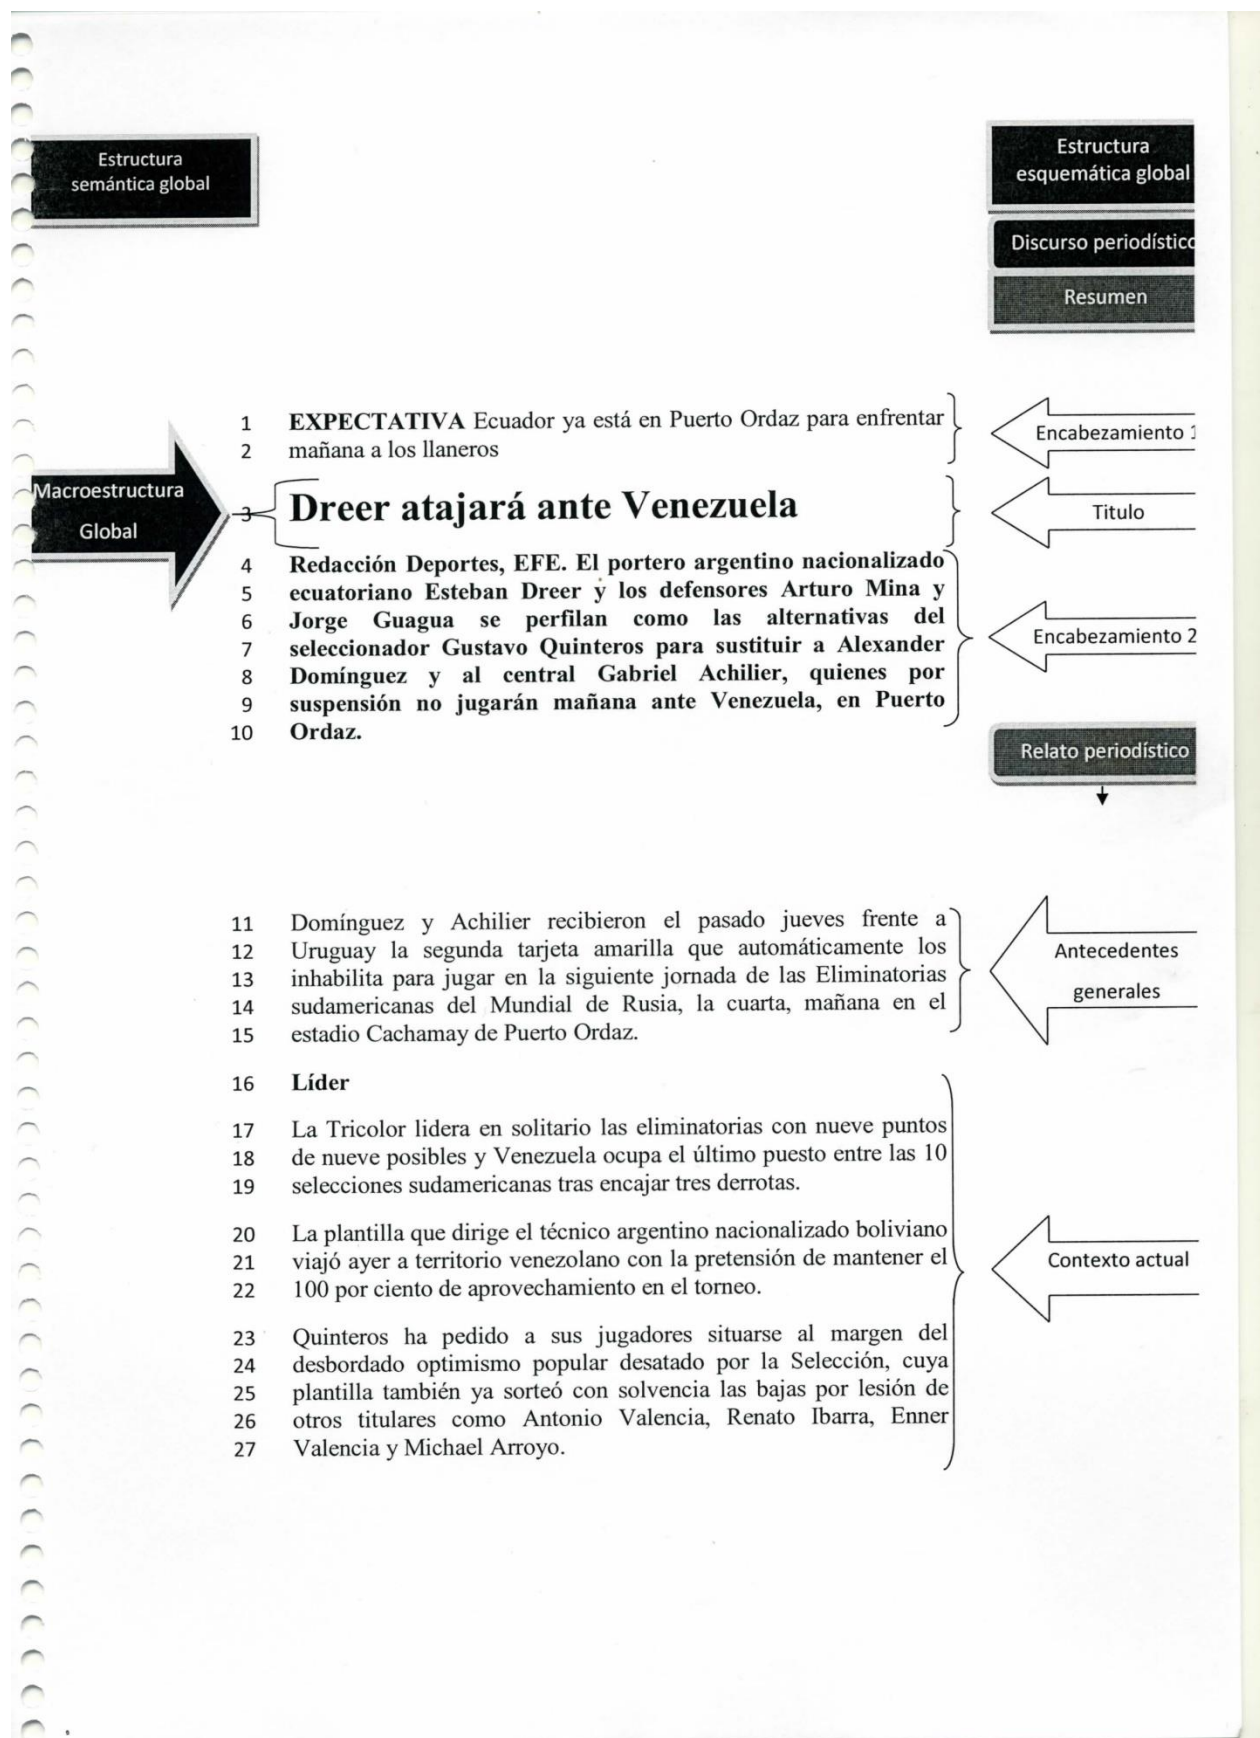 Estructura
semántica global
Estructura
esquemática global
Discurso periodístico
Resumen
1 EXPECTATIVA Ecuador ya está en Puerto Ordaz para enfrentar
2 mañana a los llaneros
Encabezamiento 1
Macroestructura
Global
3 Dreer atajará ante Venezuela
Titulo
4 Redacción Deportes, EFE. El portero argentino nacionalizado
5 ecuatoriano Esteban Dreer y los defensores Arturo Mina y
6 Jorge Guagua se perfilan como las alternativas del
7 seleccionador Gustavo Quinteros para sustituir a Alexander
8 Domínguez y al central Gabriel Achilier, quienes por
9 suspensión no jugarán mañana ante Venezuela, en Puerto
10 Ordaz.
Encabezamiento 2
Relato periodístico
11 Domínguez y Achilier recibieron el pasado jueves frente a
12 Uruguay la segunda tarjeta amarilla que automáticamente los
13 inhabilita para jugar en la siguiente jornada de las Eliminatorias
14 sudamericanas del Mundial de Rusia, la cuarta, mañana en el
15 estadio Cachamay de Puerto Ordaz.
Antecedentes
generales
16 Líder
17 La Tricolor lidera en solitario las eliminatorias con nueve puntos
18 de nueve posibles y Venezuela ocupa el último puesto entre las 10
19 selecciones sudamericanas tras encajar tres derrotas.
20 La plantilla que dirige el técnico argentino nacionalizado boliviano
21 viajó ayer a territorio venezolano con la pretensión de mantener el
22 100 por ciento de aprovechamiento en el torneo.
Contexto actual
23 Quinteros ha pedido a sus jugadores situarse al margen del
24 desbordado optimismo popular desatado por la Selección, cuya
25 plantilla también ya sorteó con solvencia las bajas por lesión de
26 otros titulares como Antonio Valencia, Renato Ibarra, Enner
27 Valencia y Michael Arroyo.